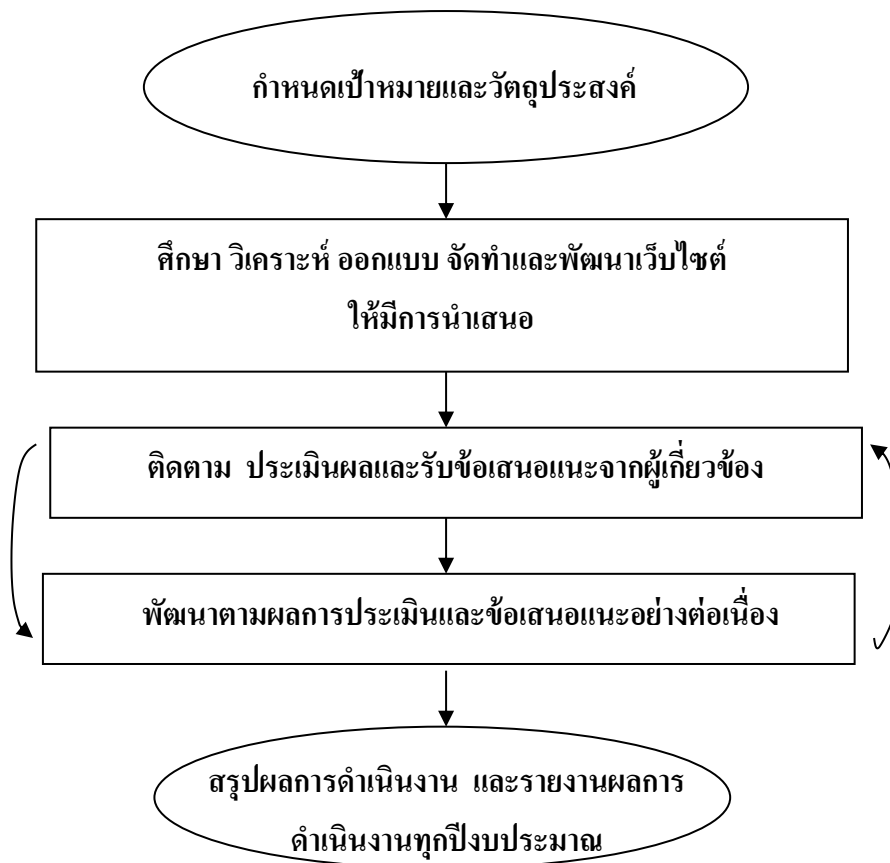 กำหนดเป้าหมายและวัตถุประสงค์
ศึกษา วิเคราะห์ ออกแบบ จัดทำและพัฒนาเว็บไซต์
ให้มีการนำเสนอ
ติดตาม ประเมินผลและรับข้อเสนอแนะจากผู้เกี่ยวข้อง
พัฒนาตามผลการประเมินและข้อเสนอแนะอย่างต่อเนื่อง
สรุปผลการดำเนินงาน และรายงานผลการ
ดำเนินงานทุกปีงบประมาณ